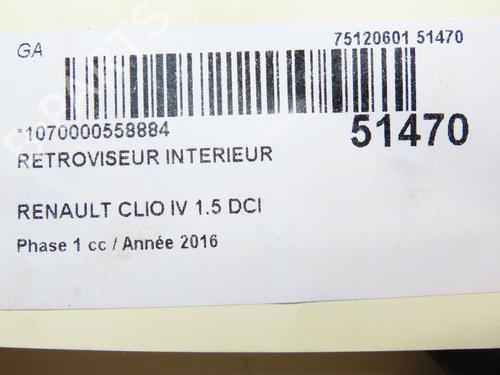 GA
75120601 51470
*1070000558884
51470
RETROVISEUR INTERIEUR
RENAULT CLIO IV 1.5 DCI
Phase 1 cc / Année 2016